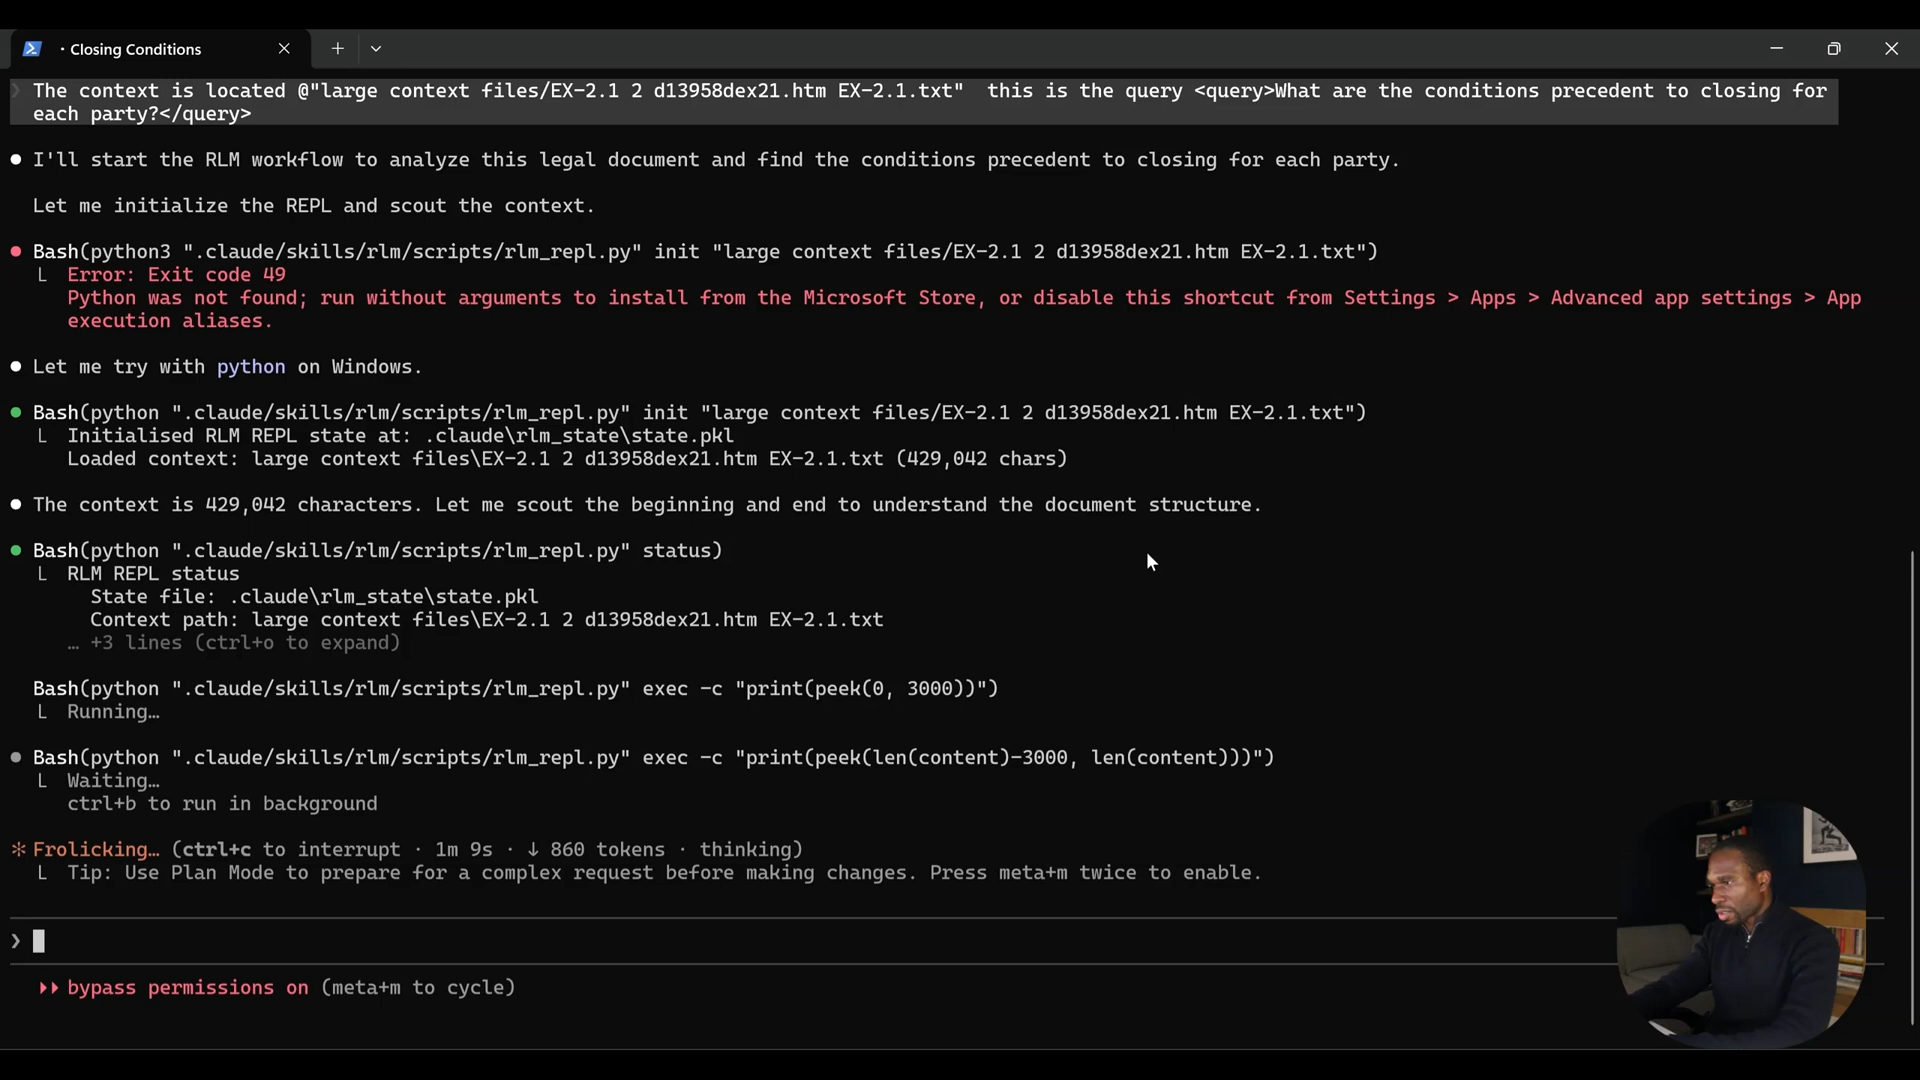 · Closing Conditions
❯ The context is located @"large context files/EX-2.1 2 d13958dex21.htm EX-2.1.txt"  this is the query <query>What are the conditions precedent to closing for
each party?</query>
● I'll start the RLM workflow to analyze this legal document and find the conditions precedent to closing for each party.
Let me initialize the REPL and scout the context.
● Bash(python3 ".claude/skills/rlm/scripts/rlm_repl.py" init "large context files/EX-2.1 2 d13958dex21.htm EX-2.1.txt")
└ Error: Exit code 49
Python was not found; run without arguments to install from the Microsoft Store, or disable this shortcut from Settings > Apps > Advanced app settings > App
execution aliases.
● Let me try with python on Windows.
● Bash(python ".claude/skills/rlm/scripts/rlm_repl.py" init "large context files/EX-2.1 2 d13958dex21.htm EX-2.1.txt")
└ Initialised RLM REPL state at: .claude\rlm_state\state.pkl
Loaded context: large context files\EX-2.1 2 d13958dex21.htm EX-2.1.txt (429,042 chars)
● The context is 429,042 characters. Let me scout the beginning and end to understand the document structure.
● Bash(python ".claude/skills/rlm/scripts/rlm_repl.py" status)
└ RLM REPL status
State file: .claude\rlm_state\state.pkl
Context path: large context files\EX-2.1 2 d13958dex21.htm EX-2.1.txt
… +3 lines (ctrl+o to expand)
Bash(python ".claude/skills/rlm/scripts/rlm_repl.py" exec -c "print(peek(0, 3000))")
└ Running…
● Bash(python ".claude/skills/rlm/scripts/rlm_repl.py" exec -c "print(peek(len(content)-3000, len(content)))")
└ Waiting…
ctrl+b to run in background
✻ Frolicking… (ctrl+c to interrupt · 1m 9s · ↓ 860 tokens · thinking)
└ Tip: Use Plan Mode to prepare for a complex request before making changes. Press meta+m twice to enable.
❯
⏵⏵ bypass permissions on (meta+m to cycle)